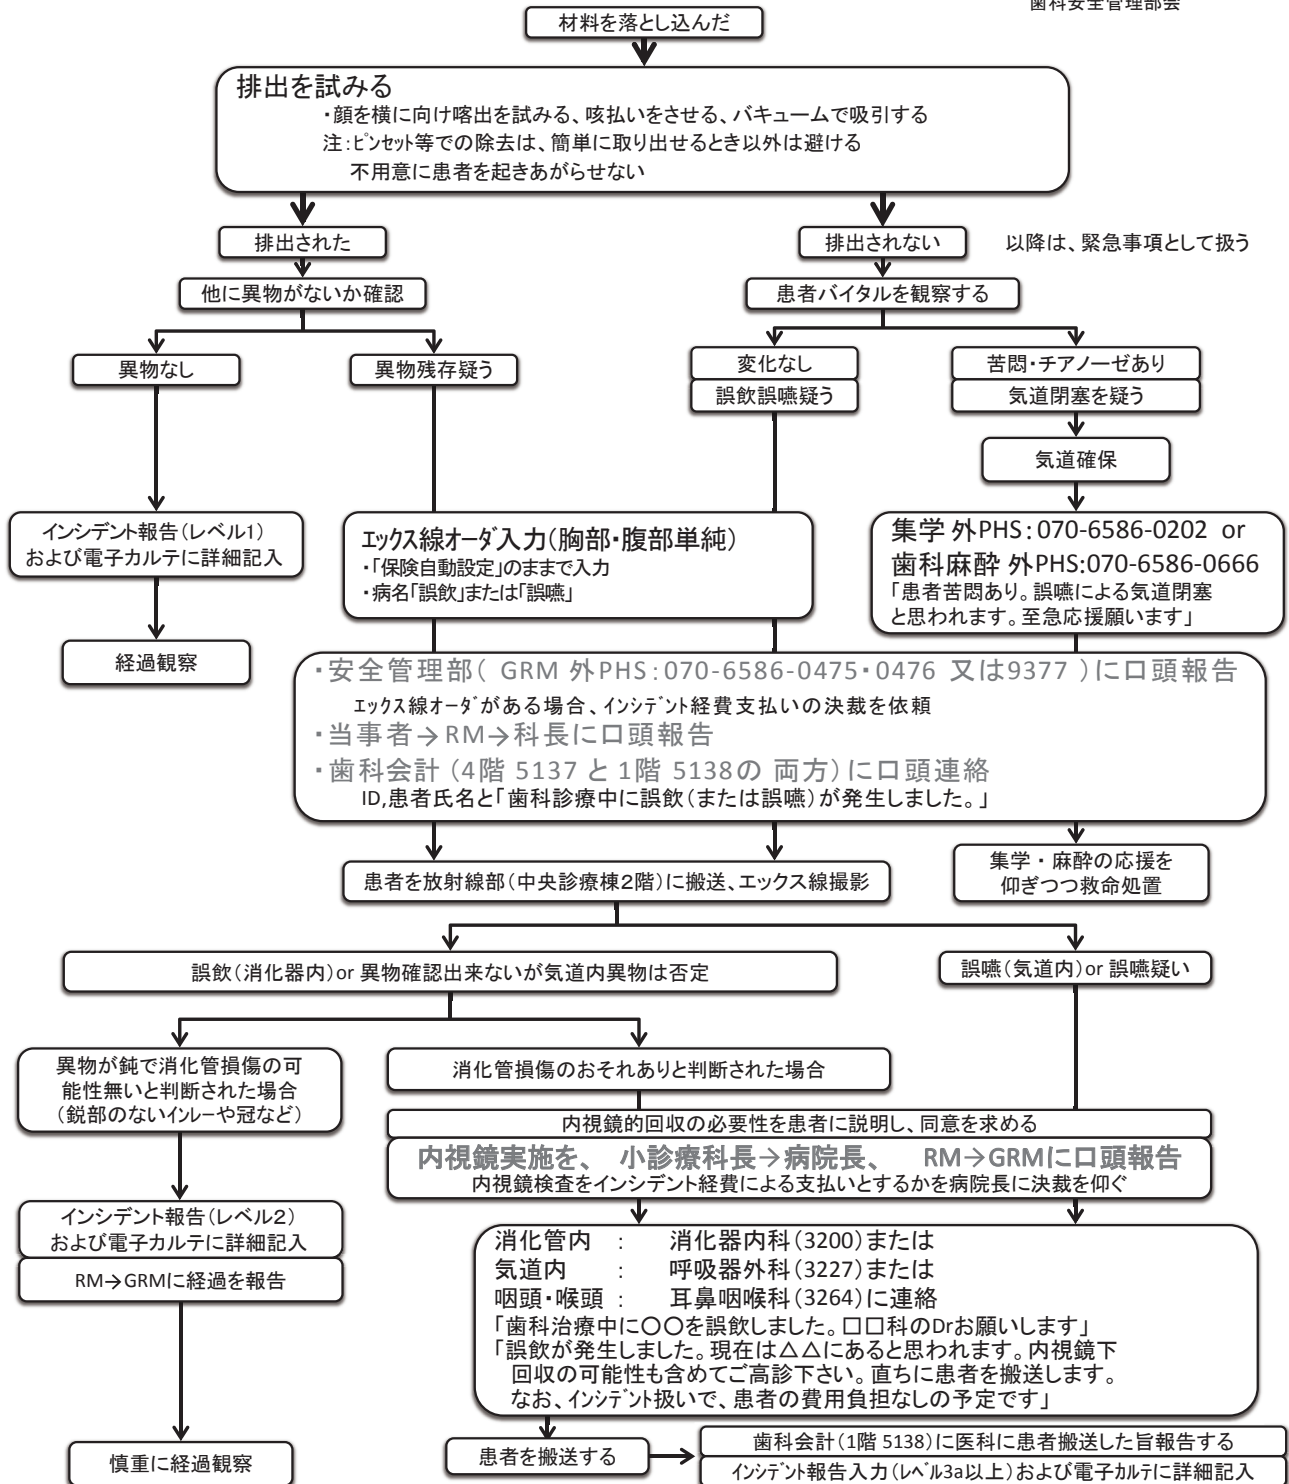 歯科安全管理部会
材料を落とし込んだ
排出を試みる
・顔を横に向け喀出を試みる、咳払いをさせる、バキュームで吸引する
注:ピンセット等での除去は、簡単に取り出せるとき以外は避ける
不用意に患者を起きあがらせない
排出された
排出されない
以降は、緊急事項として扱う
他に異物がないか確認
患者バイタルを観察する
異物なし
異物残存疑う
変化なし
誤飲誤嚥疑う
苦悶・チアノーゼあり
気道閉塞を疑う
気道確保
インシデント報告(レベル1)
および電子カルテに詳細記入
エックス線オーダ入力(胸部・腹部単純)
・「保険自動設定」のままで入力
・病名「誤飲」または「誤嚥」
集学 外PHS:070-6586-0202 or
歯科麻酔 外PHS:070-6586-0666
「患者苦悶あり。誤嚥による気道閉塞
と思われます。至急応援願います」
経過観察
・安全管理部( GRM 外PHS:070-6586-0475・0476 又は9377 )に口頭報告
エックス線オーダがある場合、インシデント経費支払いの決裁を依頼
・当事者→RM→科長に口頭報告
・歯科会計(4階 5137 と1階 5138の 両方)に口頭連絡
ID,患者氏名と「歯科診療中に誤飲(または誤嚥)が発生しました。」
患者を放射線部(中央診療棟2階)に搬送、エックス線撮影
集学・麻酔の応援を
仰ぎつつ救命処置
誤飲(消化器内)or 異物確認出来ないが気道内異物は否定
誤嚥(気道内)or 誤嚥疑い
異物が鈍で消化管損傷の可
能性無いと判断された場合
(鋭部のないインレーや冠など)
消化管損傷のおそれありと判断された場合
内視鏡的回収の必要性を患者に説明し、同意を求める
内視鏡実施を、 小診療科長→病院長、 RM→GRMに口頭報告
内視鏡検査をインシデント経費による支払いとするかを病院長に決裁を仰ぐ
インシデント報告(レベル2)
および電子カルテに詳細記入
RM→GRMに経過を報告
消化管内 : 消化器内科(3200)または
気道内 : 呼吸器外科(3227)または
咽頭・喉頭 : 耳鼻咽喉科(3264)に連絡
「歯科治療中に〇〇を誤飲しました。□□科のDrお願いします」
「誤飲が発生しました。現在は△△にあると思われます。内視鏡下
回収の可能性も含めてご高診下さい。直ちに患者を搬送します。
なお、インシデント扱いで、患者の費用負担なしの予定です」
慎重に経過観察
患者を搬送する
歯科会計(1階 5138)に医科に患者搬送した旨報告する
インシデント報告入力(レベル3a以上)および電子カルテに詳細記入